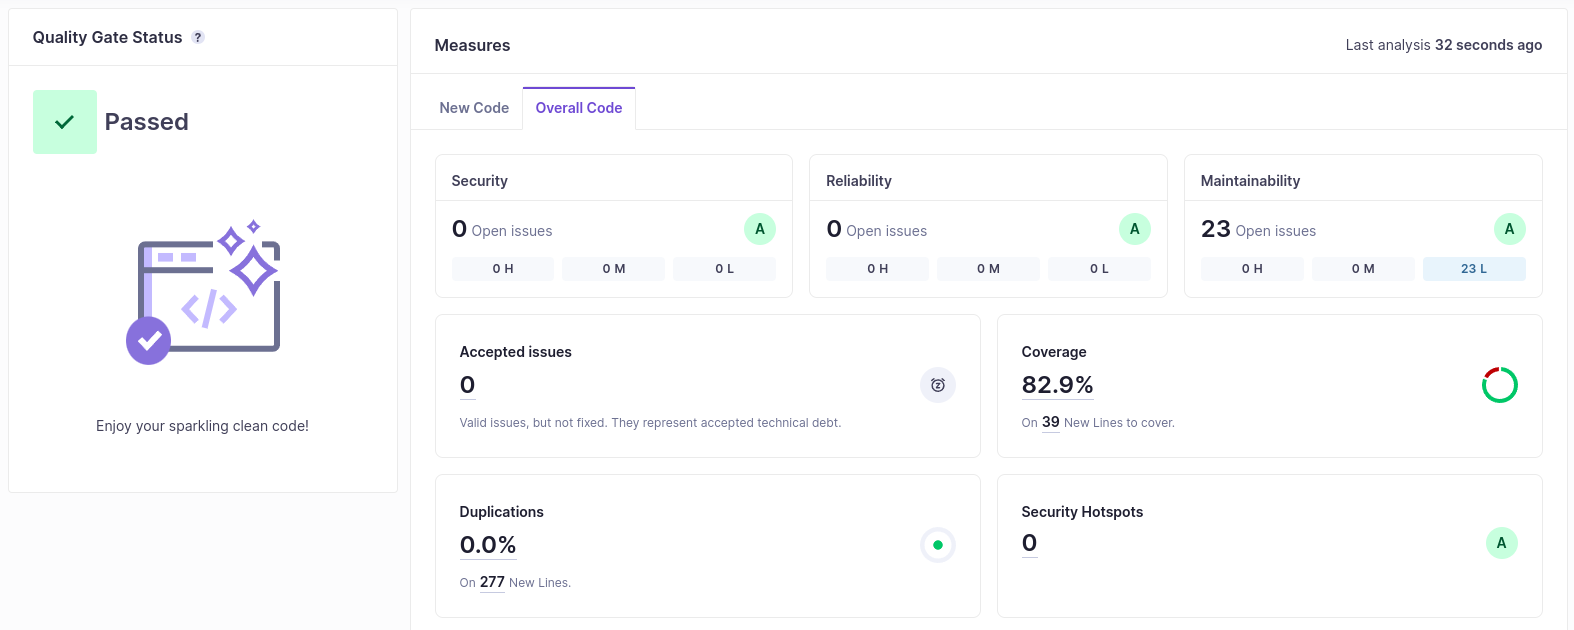 Quality Gate Status ?
Passed
Enjoy your sparkling clean code!
Measures
Last analysis 32 seconds ago
New Code
Overall Code
Security
0 Open issues
A
0 H
0 M
0 L
Reliability
0 Open issues
A
0 H
0 M
0 L
Maintainability
23 Open issues
A
0 H
0 M
23 L
Accepted issues
0
Valid issues, but not fixed. They represent accepted technical debt.
Coverage
82.9%
On 39 New Lines to cover.
Duplications
0.0%
On 277 New Lines.
Security Hotspots
0
A